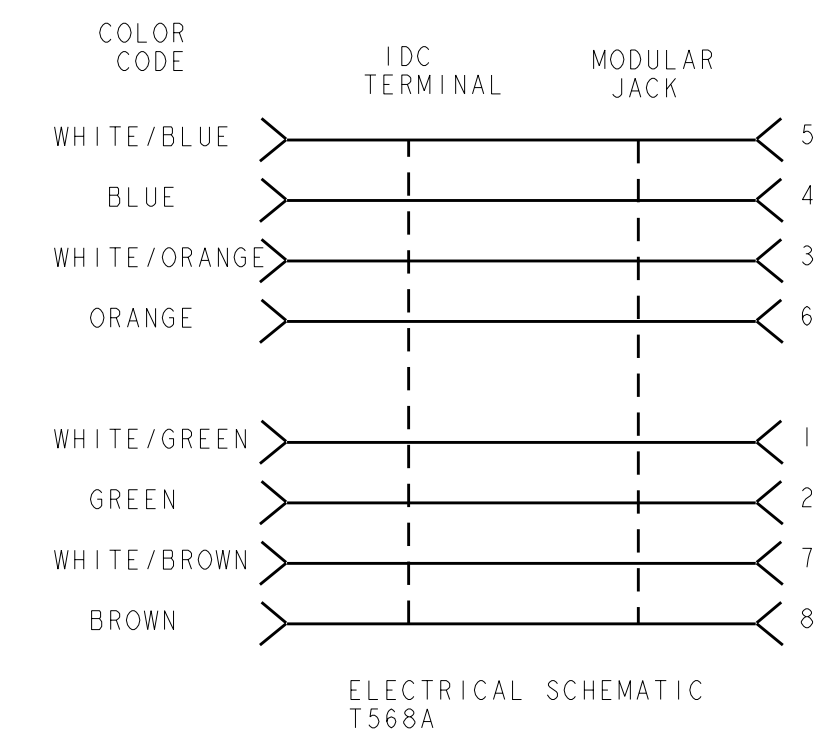 COLOR
CODE
IDC
TERMINAL
MODULAR
JACK
WHITE/BLUE 5
BLUE 4
WHITE/ORANGE 3
ORANGE 6
WHITE/GREEN 1
GREEN 2
WHITE/BROWN 7
BROWN 8
ELECTRICAL SCHEMATIC
T568A